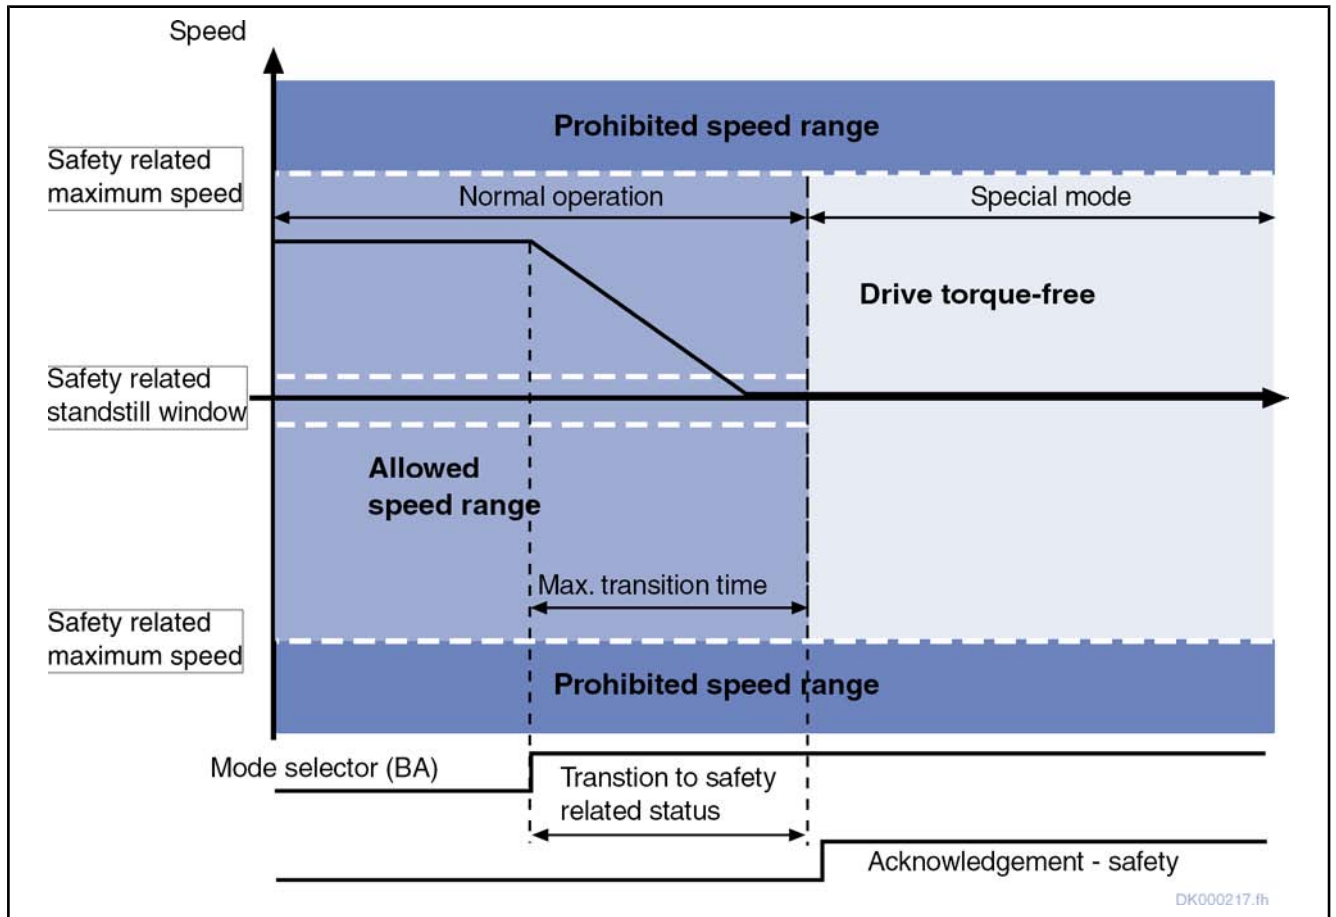 Speed
Prohibited speed range
Safety related
maximum speed
Normal operation
Special mode
Drive torque-free
Safety related
standstill window
Allowed
speed range
Max. transition time
Safety related
maximum speed
Prohibited speed range
Mode selector (BA)
Transtion to safety
related status
Acknowledgement - safety
DK000217.fh